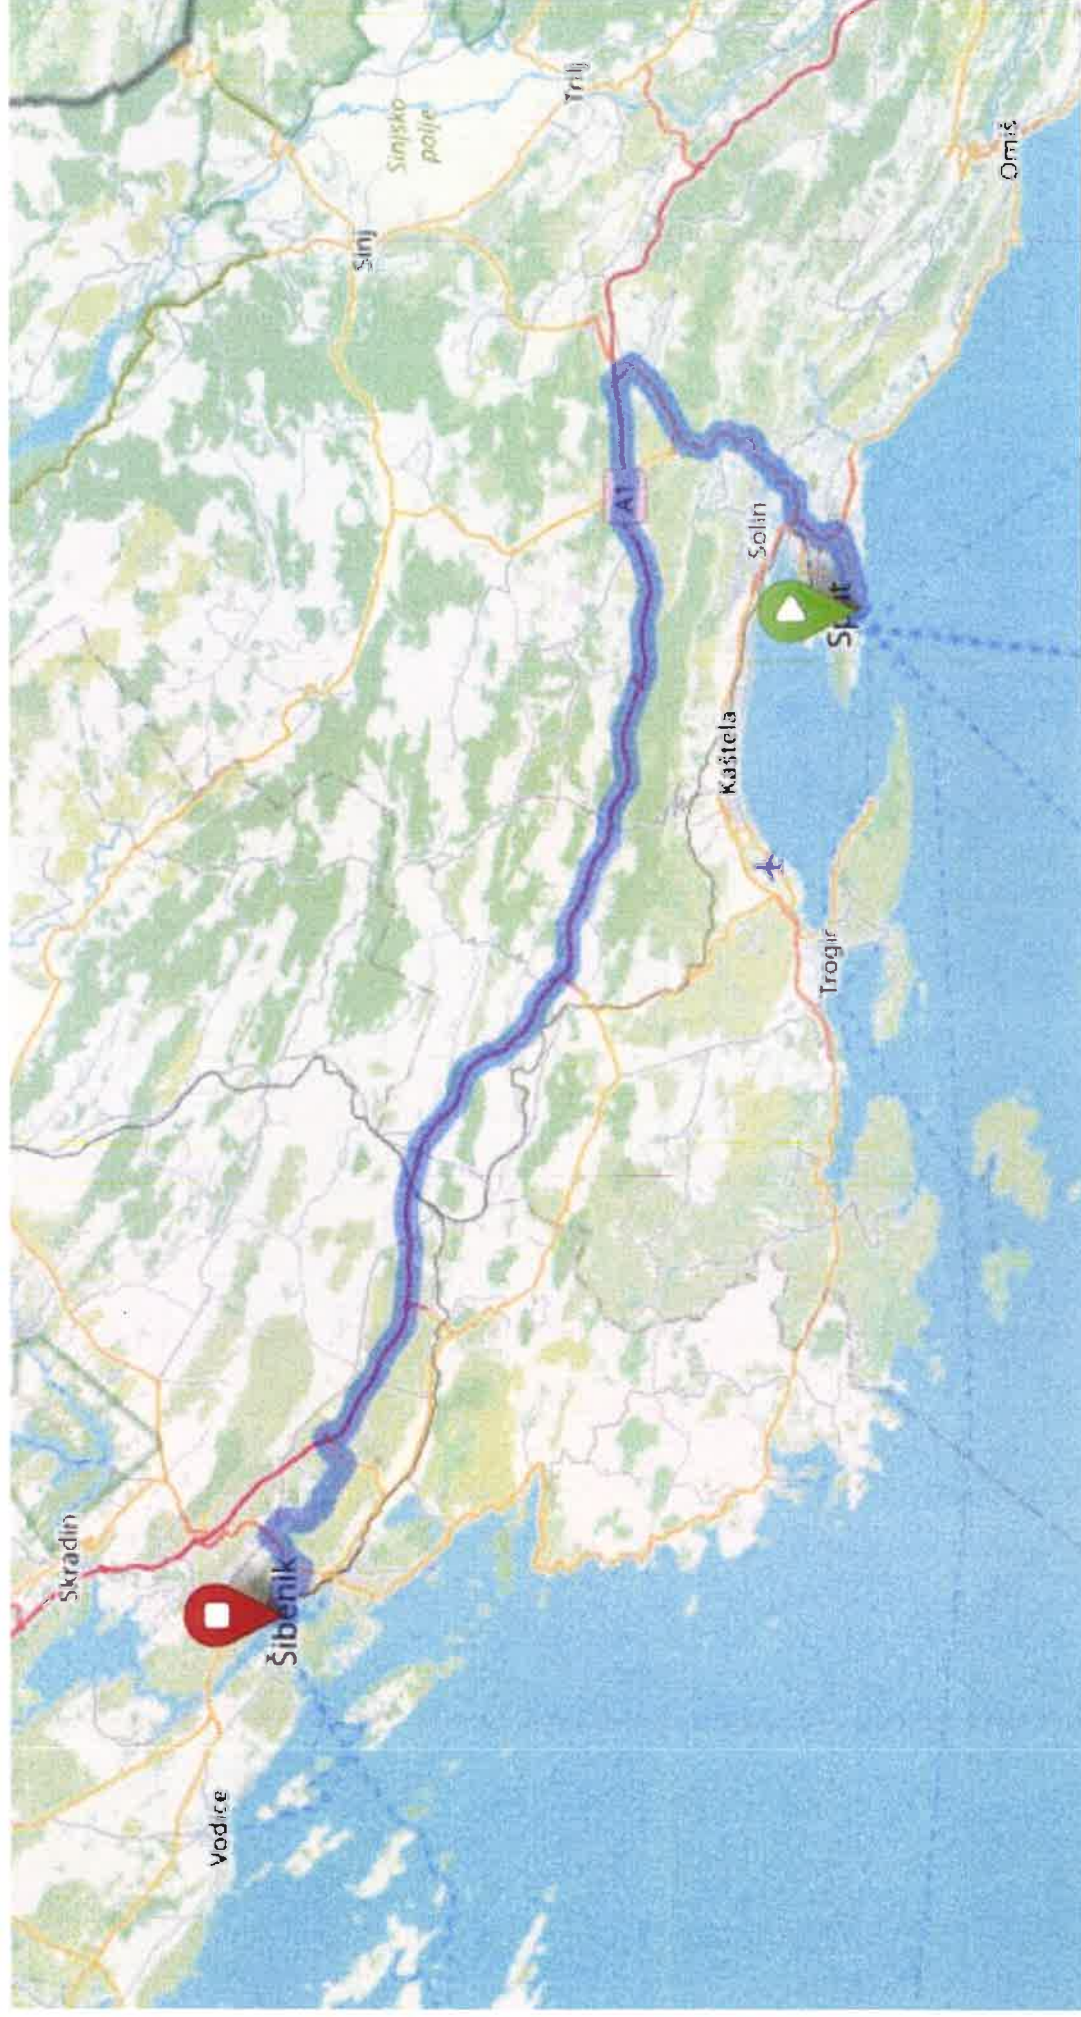 Skradin
Vodice
Šibenik
Sinj
Sinjsko
polje
Trilj
A1
Kaštela
Solin
Trogir
Split
Omiš